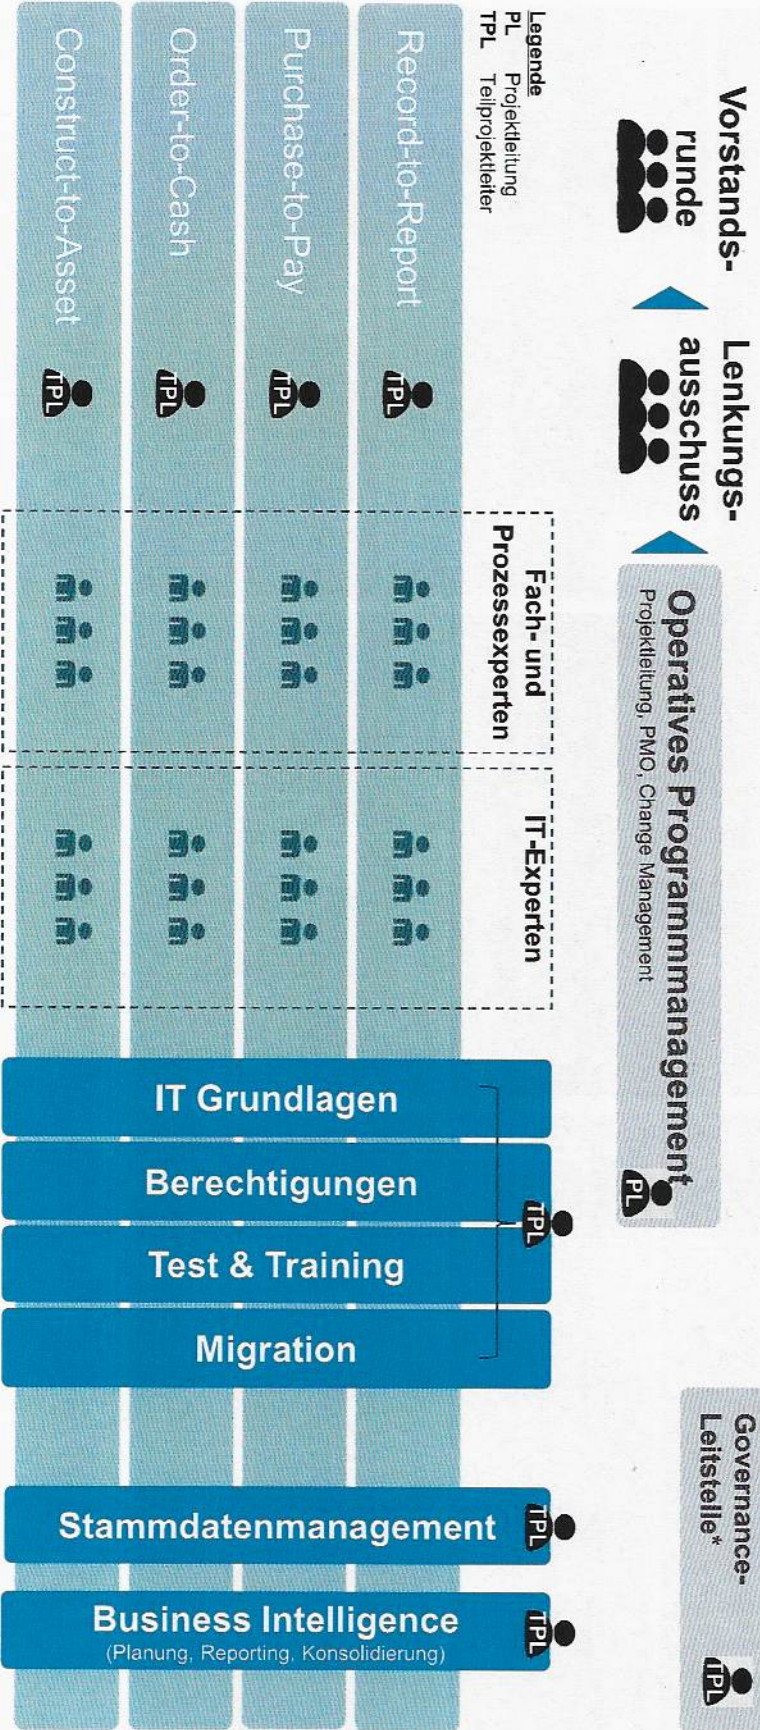 Vorstands-
runde
Lenkungs-
ausschuss
Operatives Programmmanagement
Projektleitung, PMO, Change Management
PL
Governance-
Leitstelle*
TPL
Legende
PL Projektleitung
TPL Teilprojektleiter
Fach- und
Prozessexperten
IT-Experten
TPL
TPL
TPL
Record-to-Report
TPL
Purchase-to-Pay
TPL
Order-to-Cash
TPL
Construct-to-Asset
TPL
IT Grundlagen
Berechtigungen
Test & Training
Migration
Stammdatenmanagement
Business Intelligence
(Planung, Reporting, Konsolidierung)